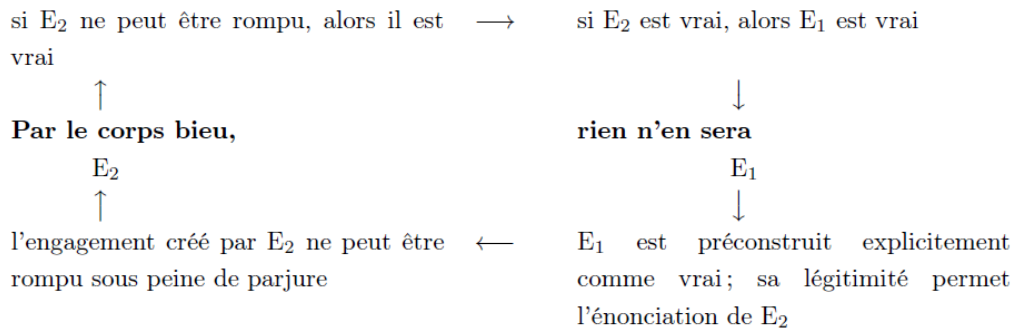 si E₂ ne peut être rompu, alors il est vrai ⟶ si E₂ est vrai, alors E₁ est vrai
↑ ↓
Par le corps bieu, rien n'en sera
E₂ E₁
↑ ↓
l'engagement créé par E₂ ne peut être rompu sous peine de parjure ⟵ E₁ est préconstruit explicitement comme vrai ; sa légitimité permet l'énonciation de E₂